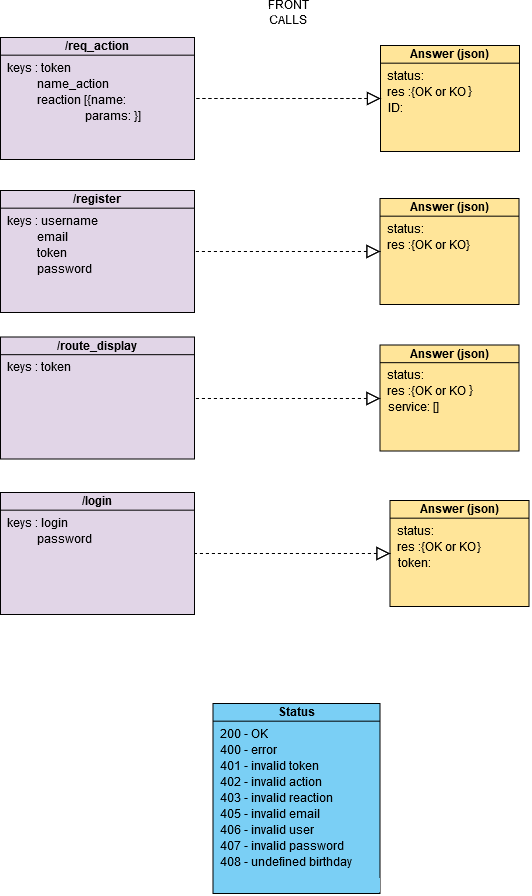 FRONT
CALLS
/req_action
keys : token
name_action
reaction [{name:
params: }]
Answer (json)
status:
res :{OK or KO }
ID:
/register
keys : username
email
token
password
Answer (json)
status:
res :{OK or KO}
/route_display
keys : token
Answer (json)
status:
res :{OK or KO }
service: []
/login
keys : login
password
Answer (json)
status:
res :{OK or KO}
token:
Status
200 - OK
400 - error
401 - invalid token
402 - invalid action
403 - invalid reaction
405 - invalid email
406 - invalid user
407 - invalid password
408 - undefined birthday